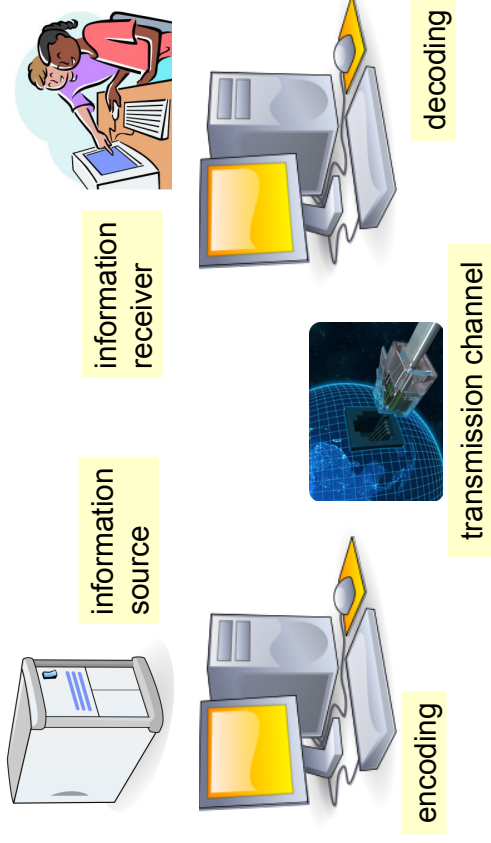 information
source
information
receiver
encoding
transmission channel
decoding